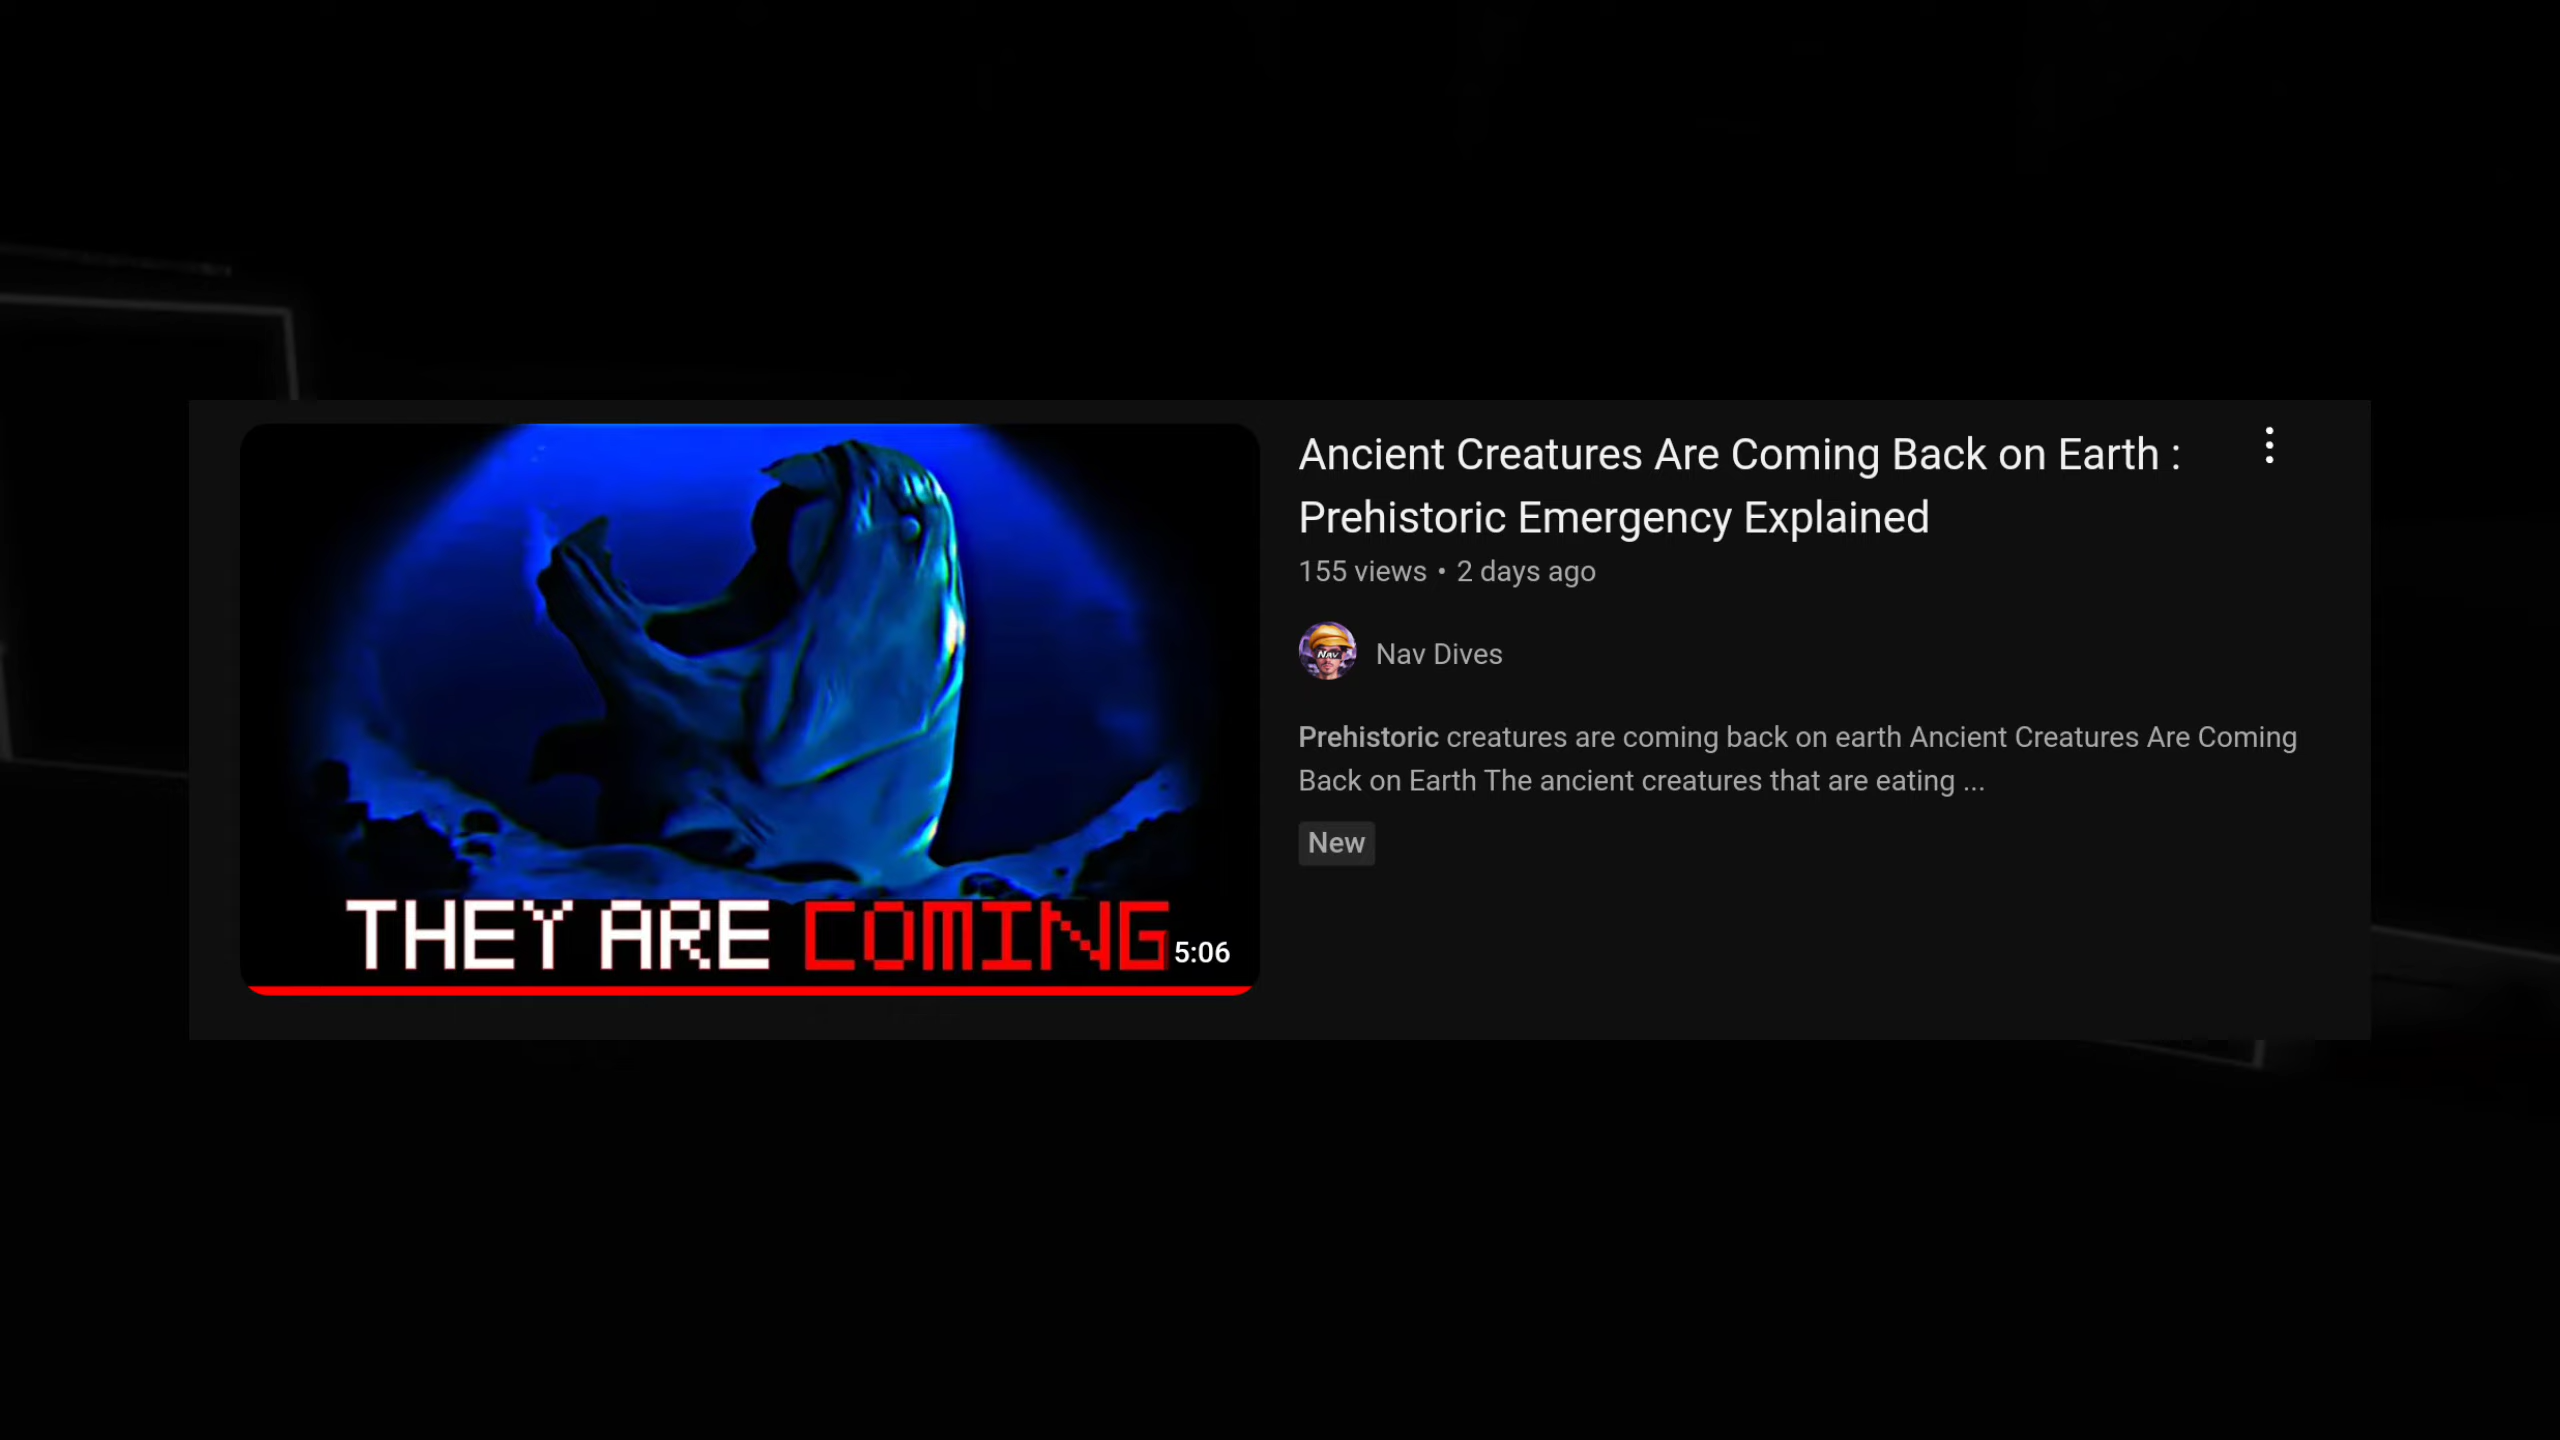 THEY ARE COMING
5:06
Ancient Creatures Are Coming Back on Earth :
Prehistoric Emergency Explained
155 views • 2 days ago
Nav
Nav Dives
Prehistoric creatures are coming back on earth Ancient Creatures Are Coming
Back on Earth The ancient creatures that are eating ...
New